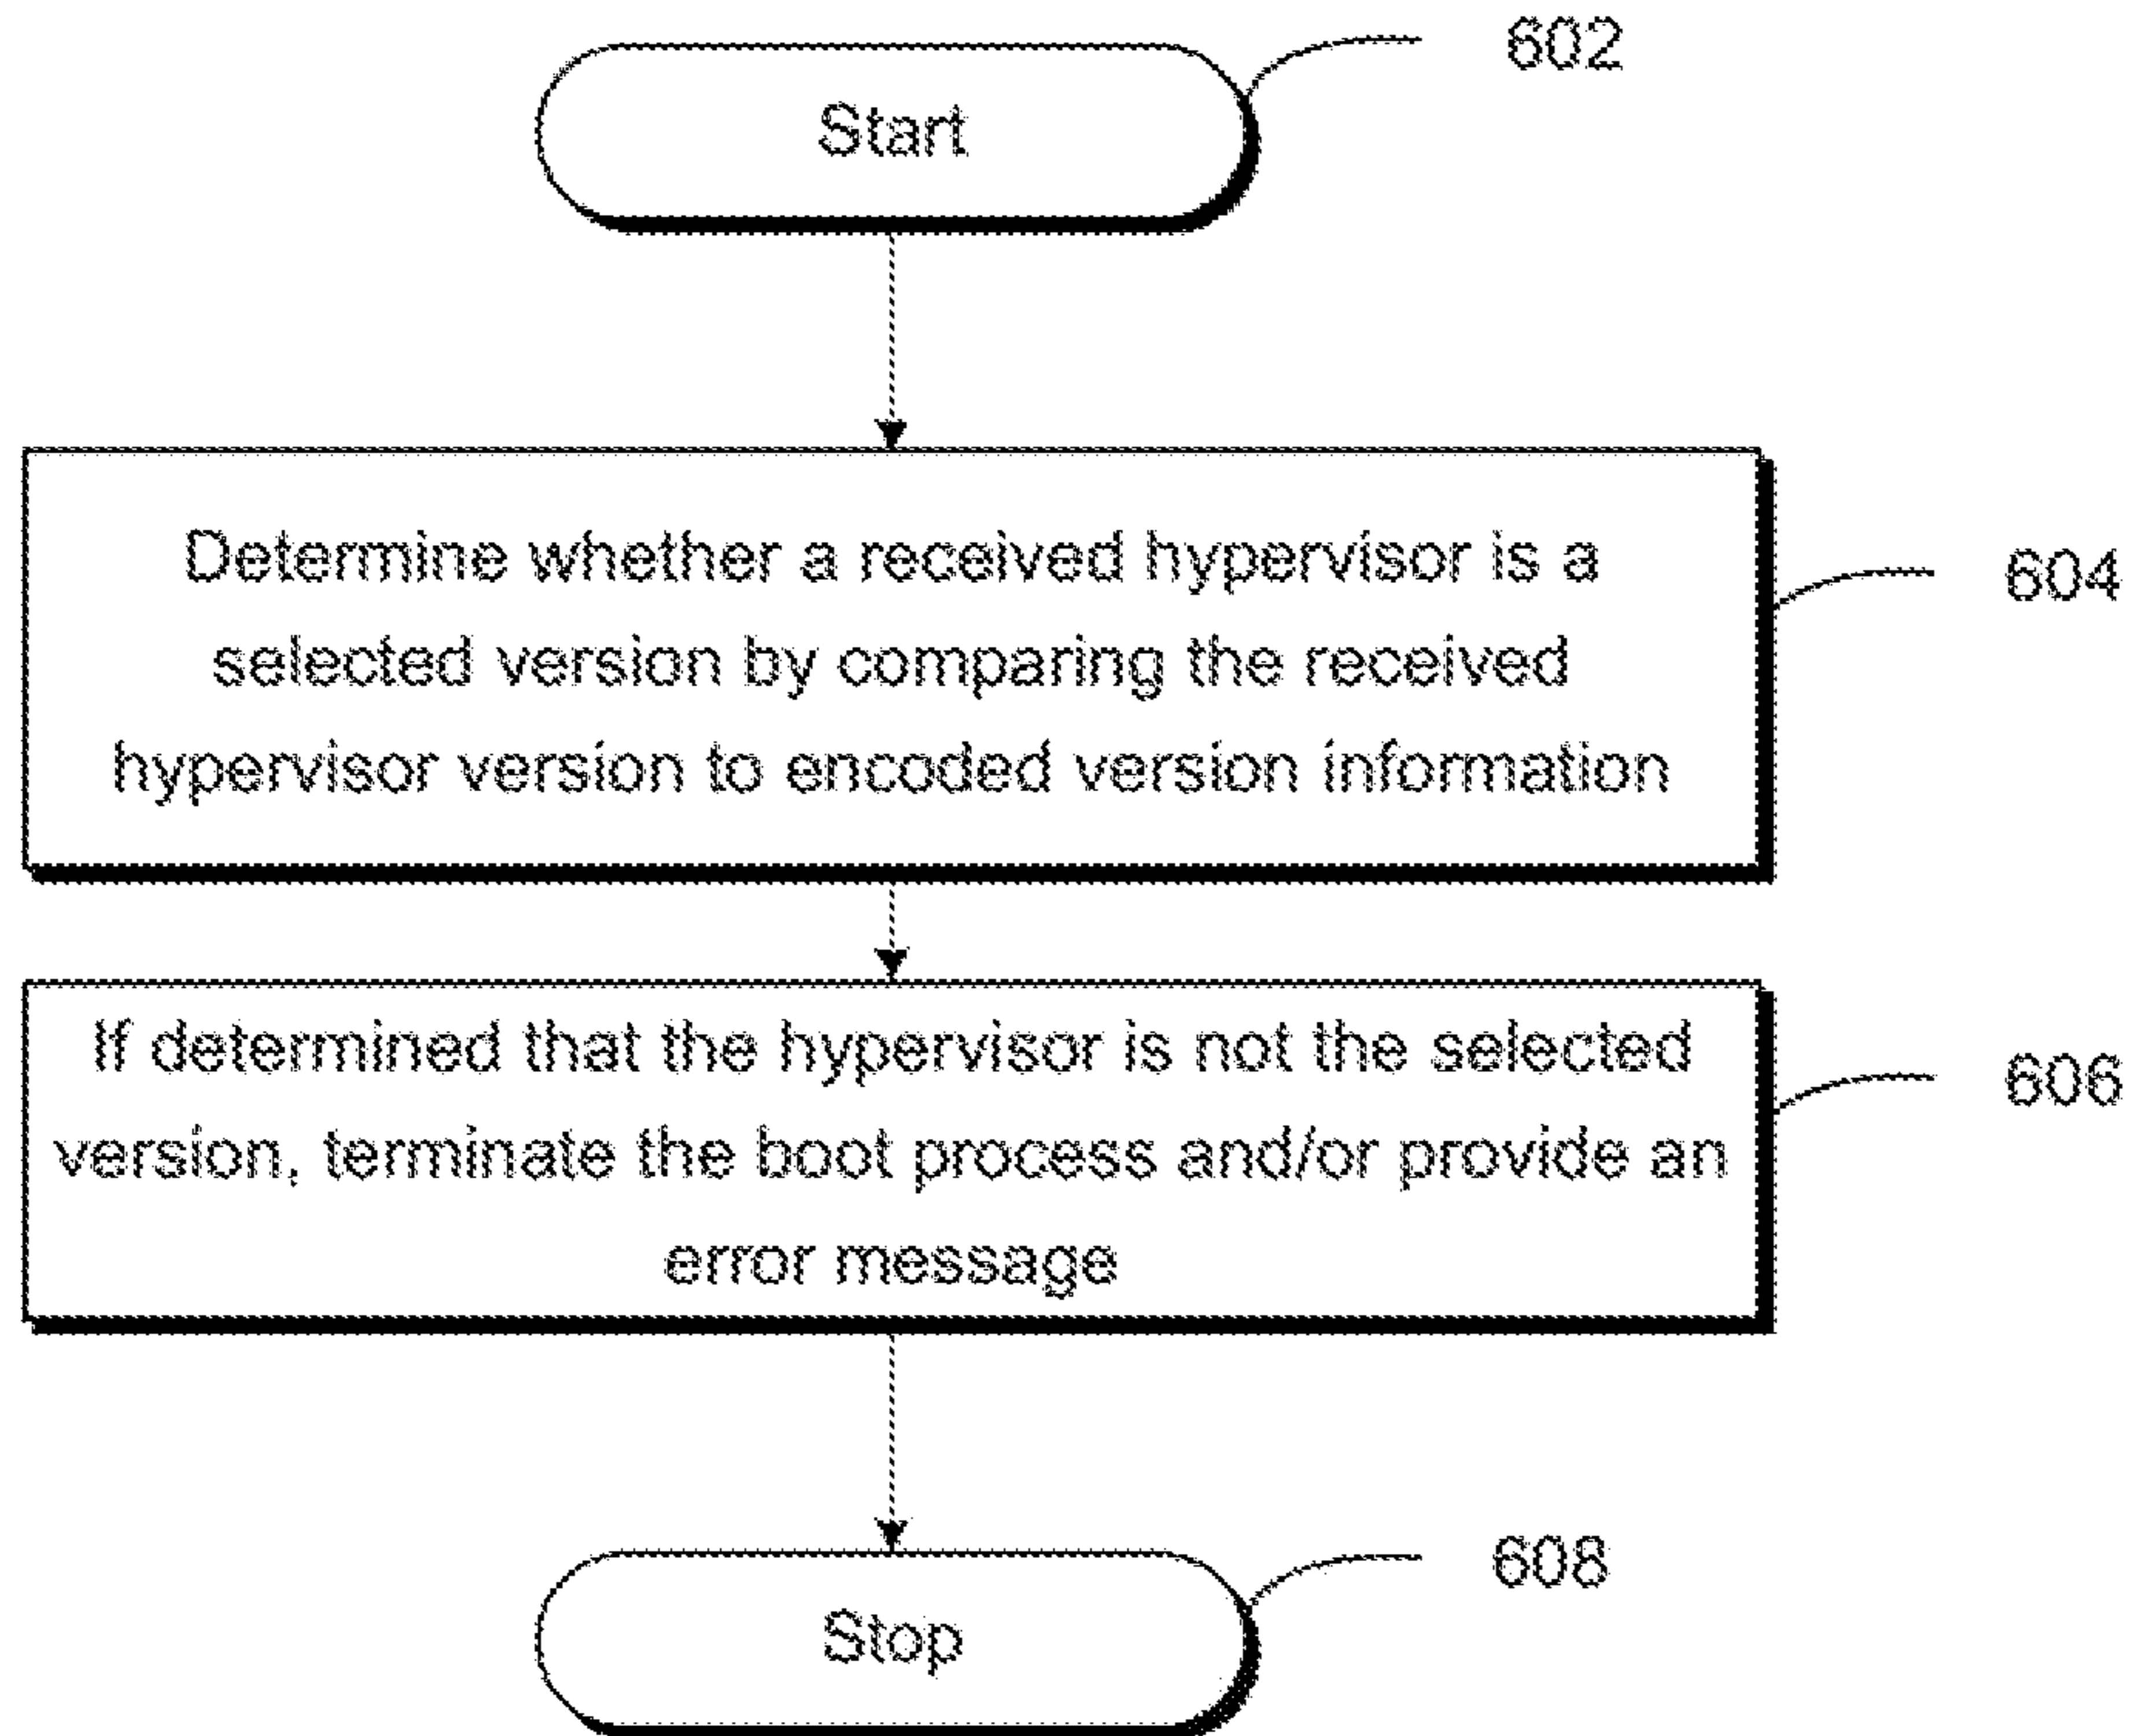 602
Start
Determine whether a received hypervisor is a
604
selected version by comparing the received
hypervisor version to encoded version information
If determined that the hypervisor is not the selected
606
version, terminate the boot process and/or provide an
error message
608
Stop